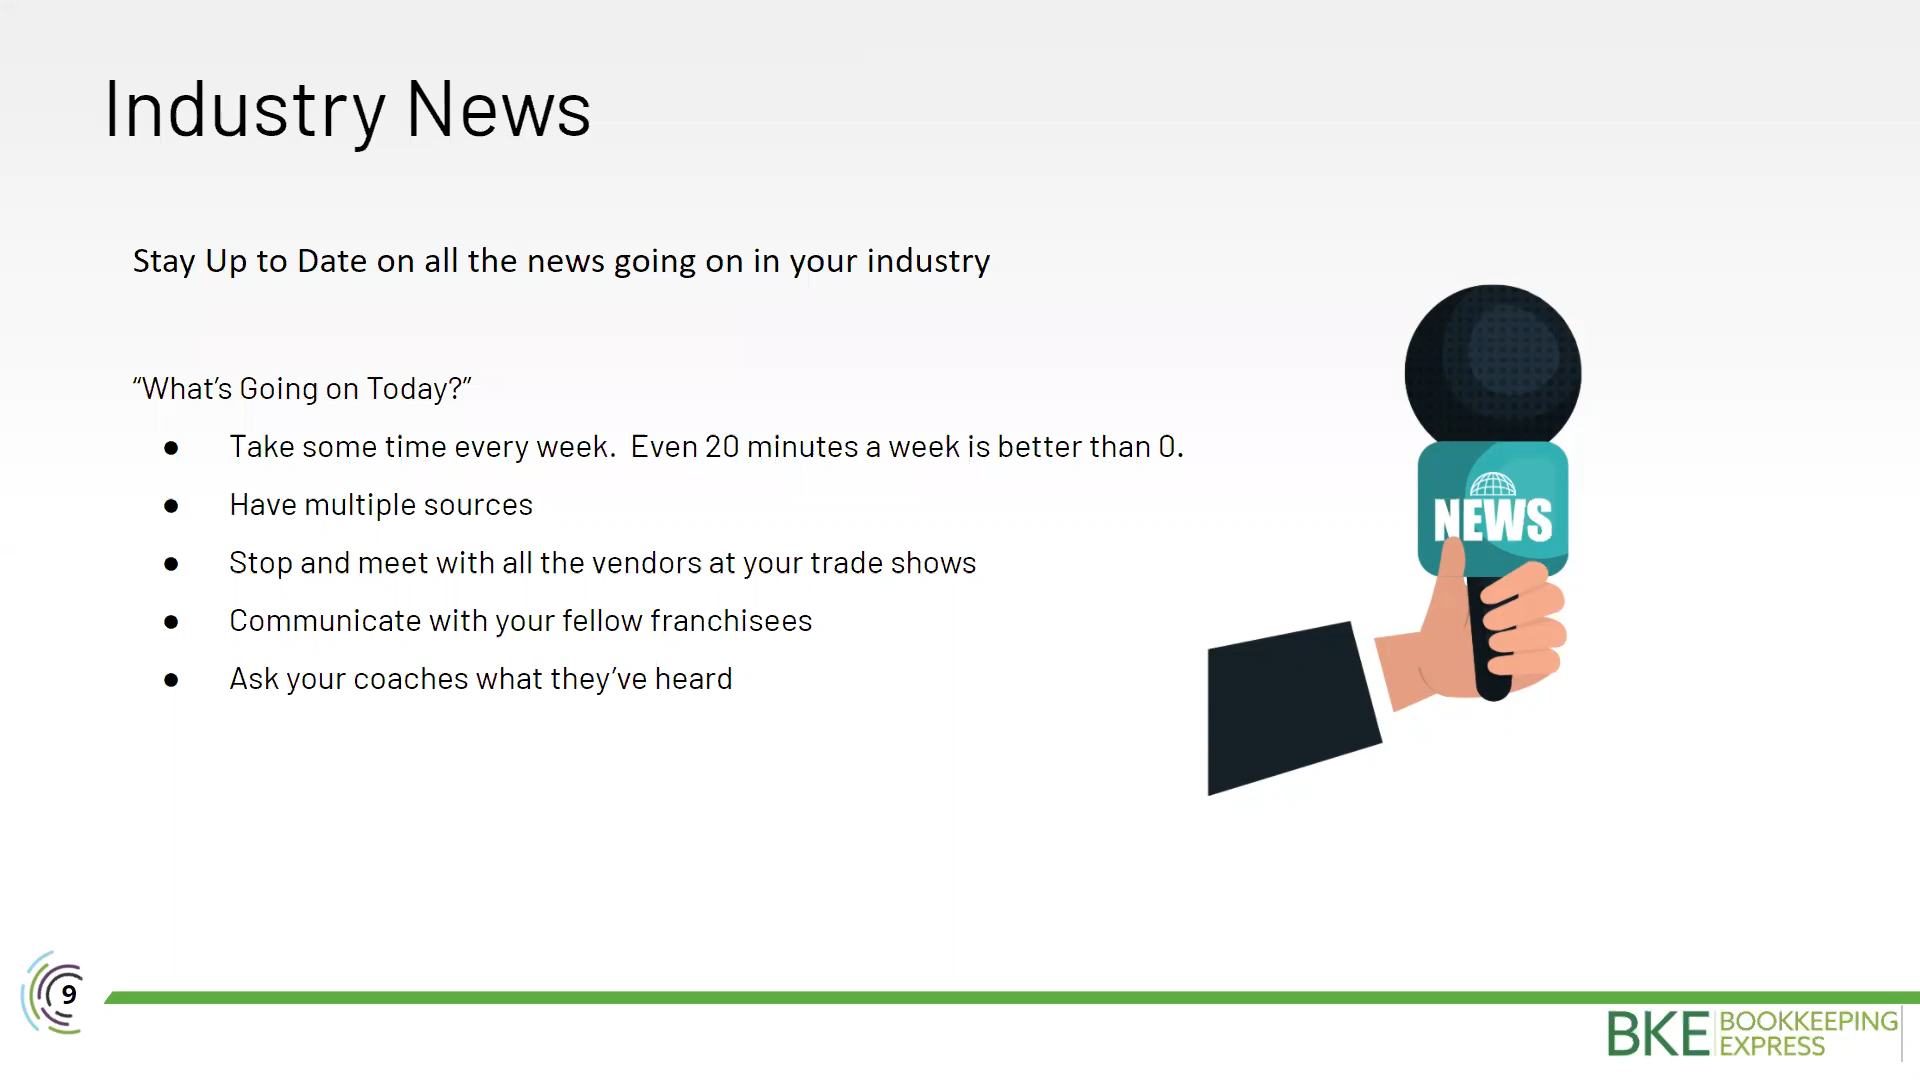 Industry News
Stay Up to Date on all the news going on in your industry
“What’s Going on Today?”
● Take some time every week.  Even 20 minutes a week is better than 0.
● Have multiple sources
● Stop and meet with all the vendors at your trade shows
● Communicate with your fellow franchisees
● Ask your coaches what they’ve heard
NEWS
9
BKE BOOKKEEPING
EXPRESS